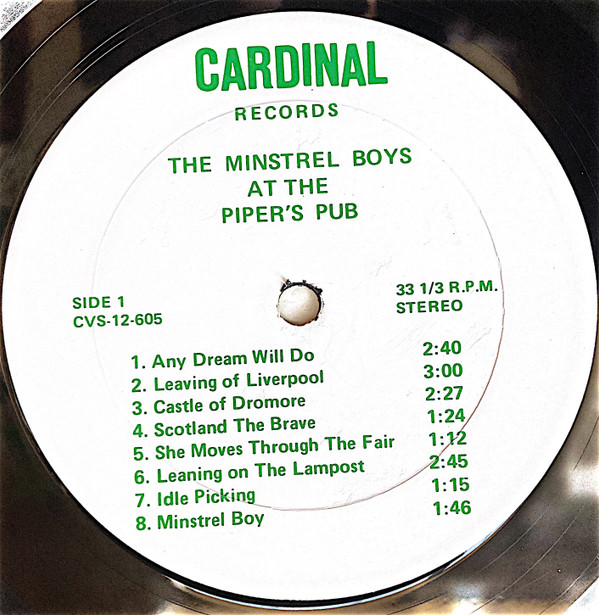 CARDINAL
RECORDS
THE MINSTREL BOYS
AT THE
PIPER'S PUB
SIDE 1
CVS-12-605
33 1/3 R.P.M.
STEREO
1. Any Dream Will Do 2:40
2. Leaving of Liverpool 3:00
3. Castle of Dromore 2:27
4. Scotland The Brave 1:24
5. She Moves Through The Fair 1:12
6. Leaning on The Lampost 2:45
7. Idle Picking 1:15
8. Minstrel Boy 1:46